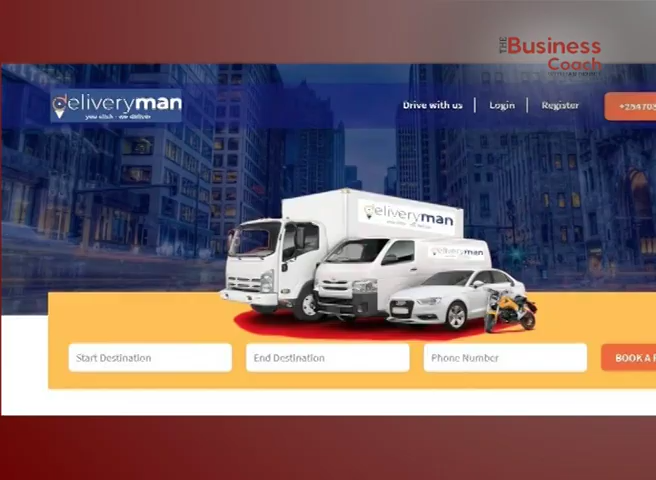 THE Business
Coach
deliveryman
you click - we deliver
Drive with us
Login
Register
deliveryman
deliveryman
Start Destination
End Destination
Phone Number
BOOK A